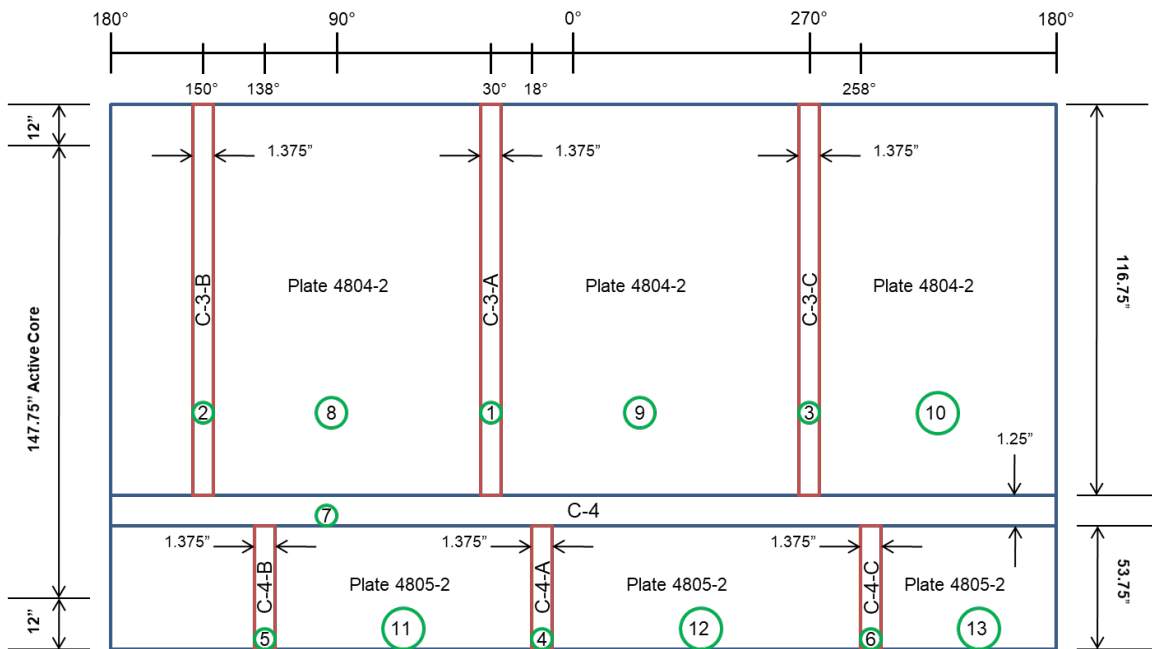 180°
90°
0°
270°
180°
150°
138°
30°
18°
258°
12”
1.375”
1.375”
1.375”
147.75” Active Core
116.75”
C-3-B
Plate 4804-2
C-3-A
Plate 4804-2
C-3-C
Plate 4804-2
2
8
1
9
3
10
1.25”
7
C-4
1.375”
1.375”
1.375”
53.75”
C-4-B
Plate 4805-2
C-4-A
Plate 4805-2
C-4-C
Plate 4805-2
12”
5
11
4
12
6
13